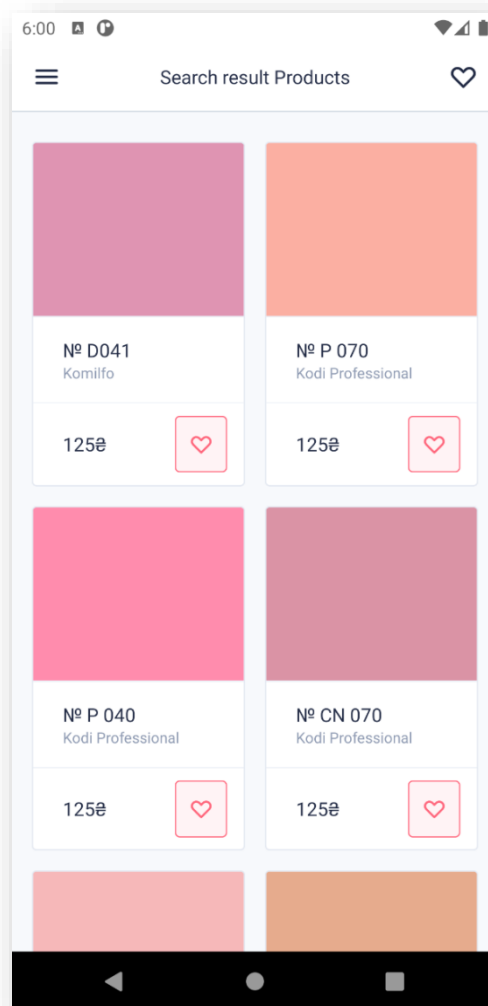 6:00
Search result Products
№ D041
Komilfo
125₴
№ P 070
Kodi Professional
125₴
№ P 040
Kodi Professional
125₴
№ CN 070
Kodi Professional
125₴